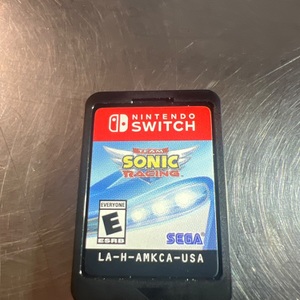 NINTENDO
SWITCH
TEAM
SONIC
RACING
EVERYONE
E
ESRB
SEGA
LA-H-AMKCA-USA